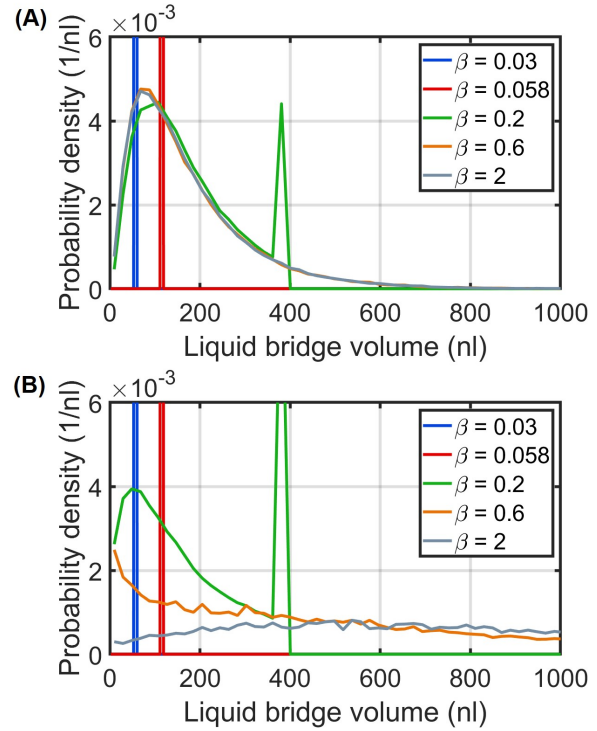 (A)
×10⁻³
Probability density (1/nl)
6
4
2
0
β = 0.03
β = 0.058
β = 0.2
β = 0.6
β = 2
0 200 400 600 800 1000
Liquid bridge volume (nl)
(B)
×10⁻³
Probability density (1/nl)
6
4
2
0
β = 0.03
β = 0.058
β = 0.2
β = 0.6
β = 2
0 200 400 600 800 1000
Liquid bridge volume (nl)